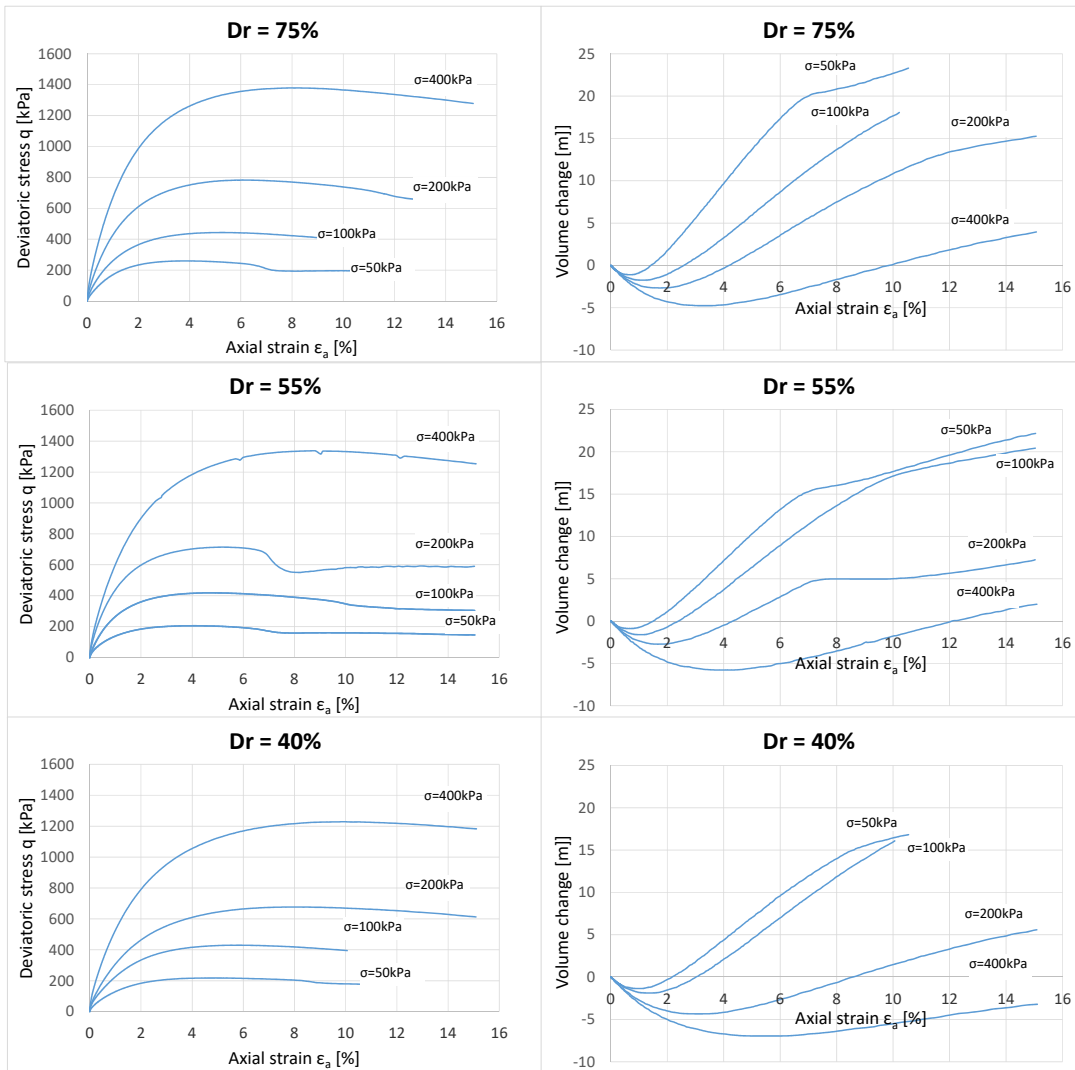 Dr = 75%
Deviatoric stress q [kPa]
1600
1400
1200
1000
800
600
400
200
0
σ=400kPa
σ=200kPa
σ=100kPa
σ=50kPa
0 2 4 6 8 10 12 14 16
Axial strain ε_a [%]
Dr = 75%
Volume change [m]]
25
20
15
10
5
0
-5
-10
σ=50kPa
σ=100kPa
σ=200kPa
σ=400kPa
0 2 4 6 8 10 12 14 16
Axial strain ε_a [%]
Dr = 55%
Deviatoric stress q [kPa]
1600
1400
1200
1000
800
600
400
200
0
σ=400kPa
σ=200kPa
σ=100kPa
σ=50kPa
0 2 4 6 8 10 12 14 16
Axial strain ε_a [%]
Dr = 55%
Volume change [m]]
25
20
15
10
5
0
-5
-10
σ=50kPa
σ=100kPa
σ=200kPa
σ=400kPa
0 2 4 6 8 10 12 14 16
Axial strain ε_a [%]
Dr = 40%
Deviatoric stress q [kPa]
1600
1400
1200
1000
800
600
400
200
0
σ=400kPa
σ=200kPa
σ=100kPa
σ=50kPa
0 2 4 6 8 10 12 14 16
Axial strain ε_a [%]
Dr = 40%
Volume change [m]]
25
20
15
10
5
0
-5
-10
σ=50kPa
σ=100kPa
σ=200kPa
σ=400kPa
0 2 4 6 8 10 12 14 16
Axial strain ε_a [%]